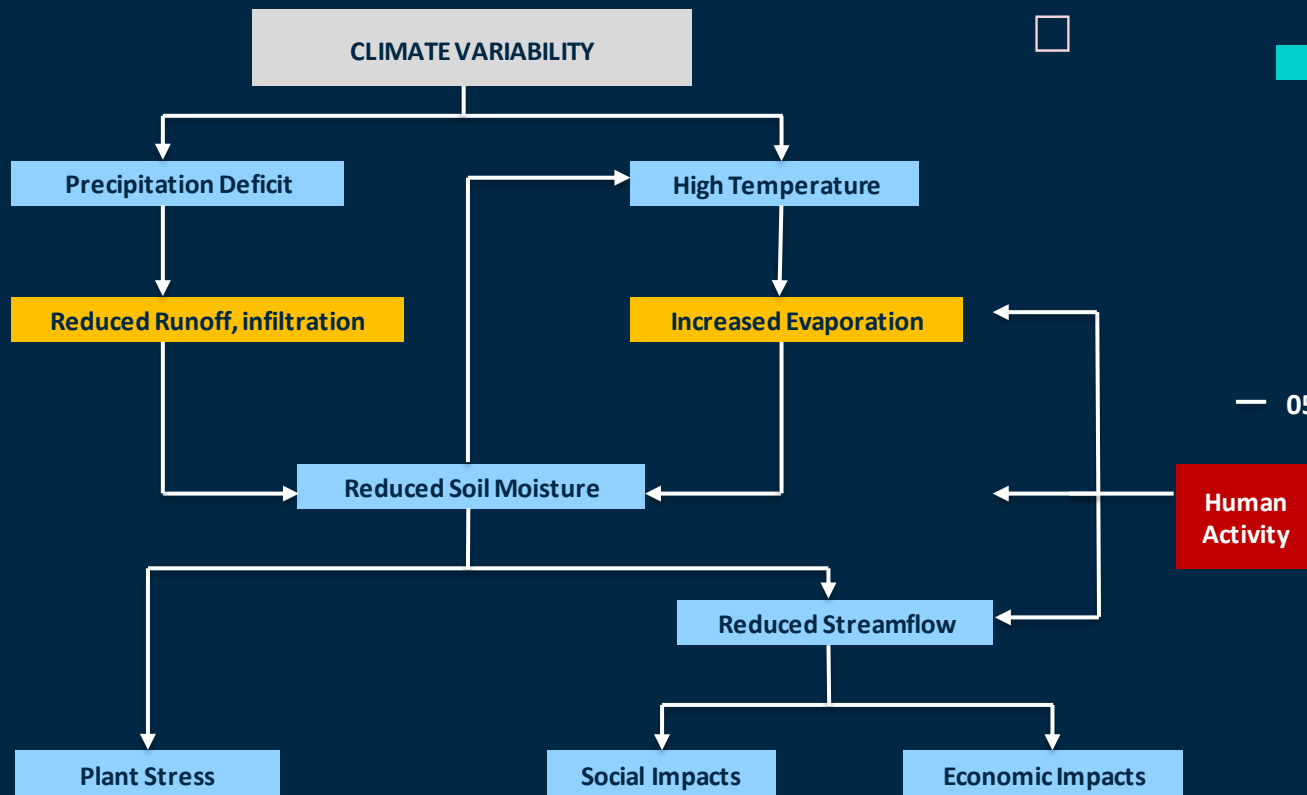 CLIMATE VARIABILITY
Precipitation Deficit
High Temperature
Reduced Runoff, infiltration
Increased Evaporation
05
Reduced Soil Moisture
Human
Activity
Reduced Streamflow
Plant Stress
Social Impacts
Economic Impacts